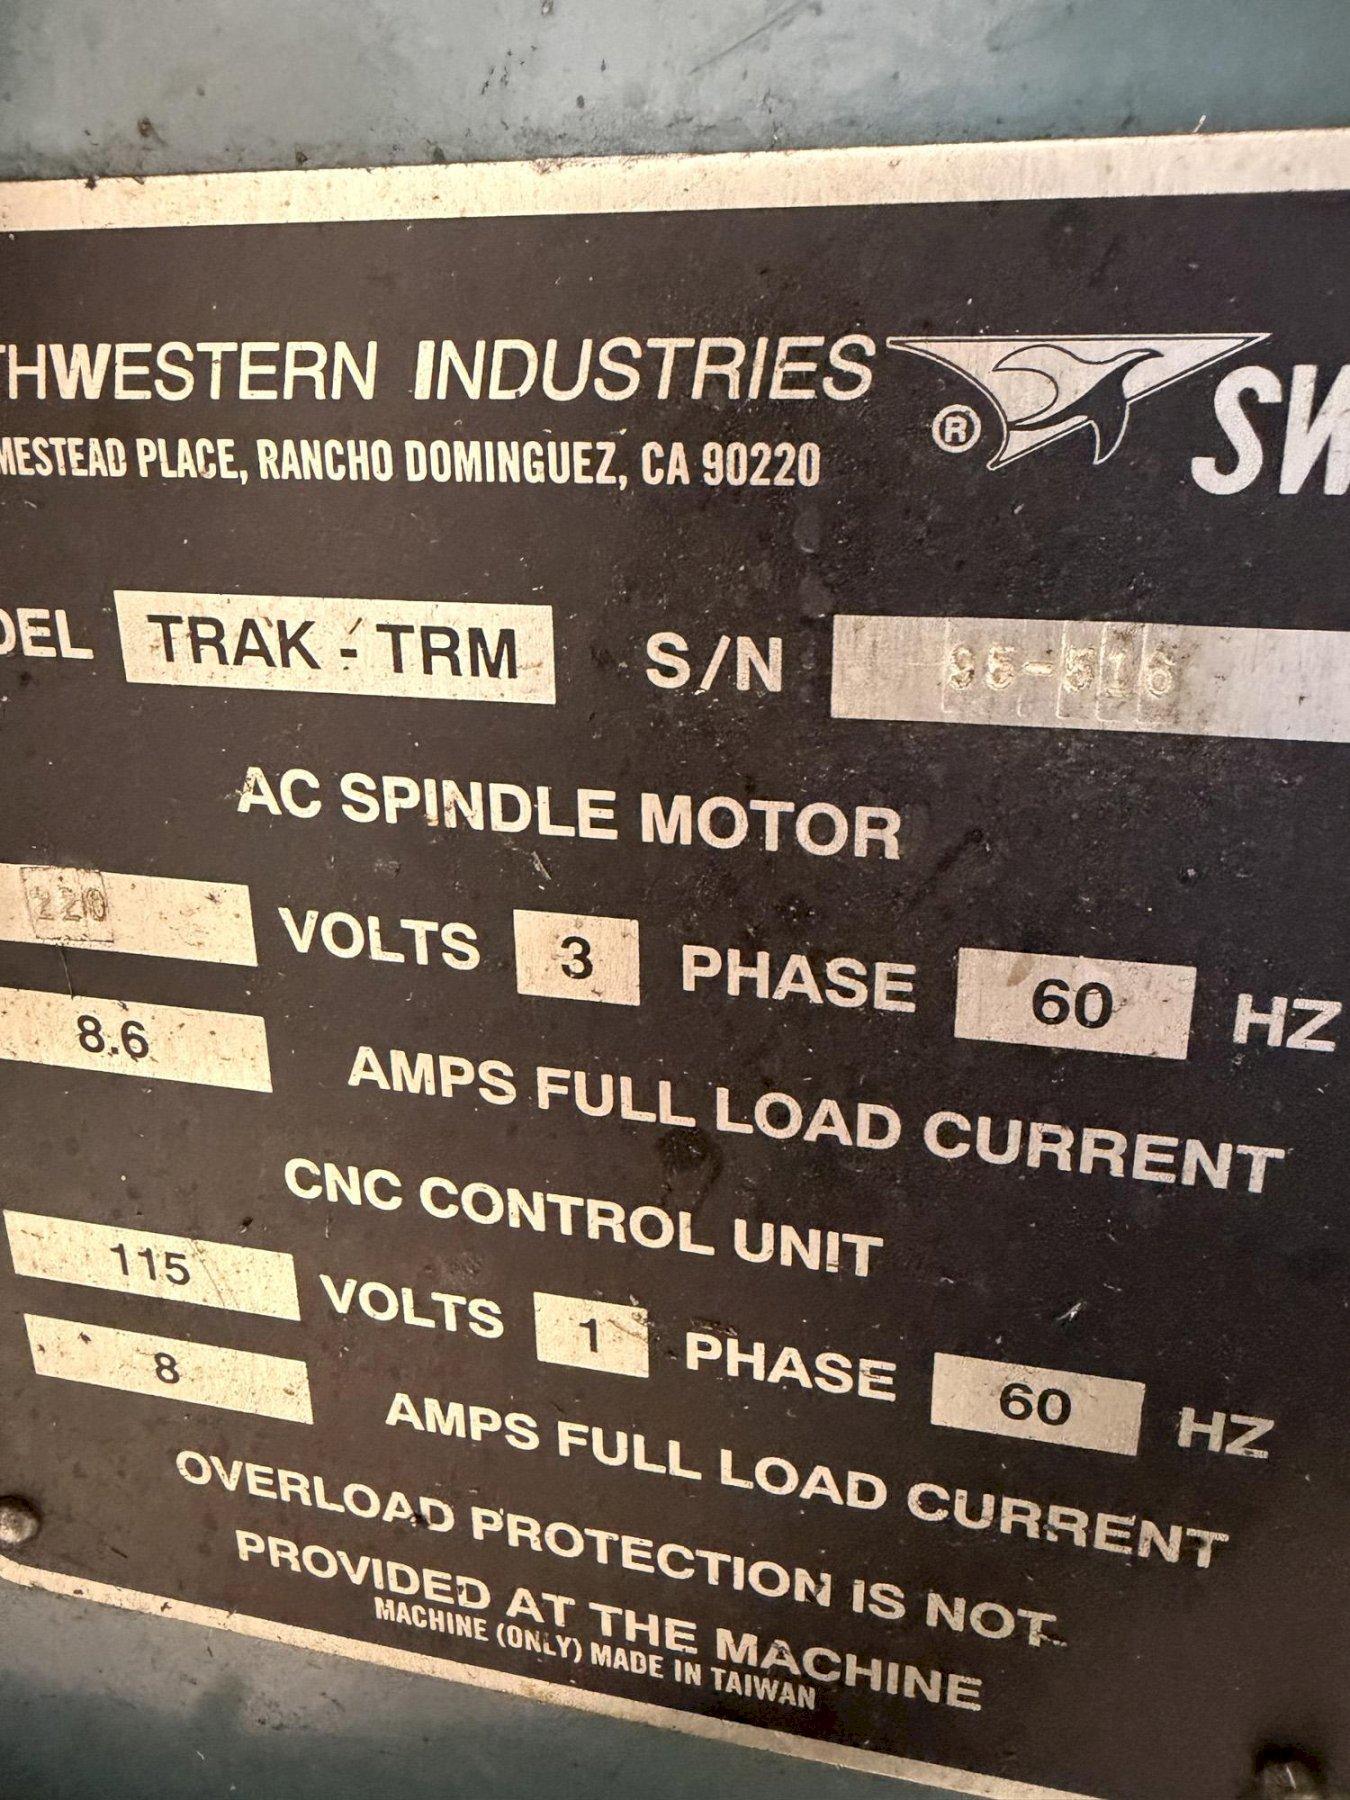 THWESTERN INDUSTRIES ® SW
MESTEAD PLACE, RANCHO DOMINGUEZ, CA 90220
DEL TRAK - TRM S/N 95-516
AC SPINDLE MOTOR
220 VOLTS 3 PHASE 60 HZ
8.6 AMPS FULL LOAD CURRENT
CNC CONTROL UNIT
115 VOLTS 1 PHASE 60 HZ
8 AMPS FULL LOAD CURRENT
OVERLOAD PROTECTION IS NOT
PROVIDED AT THE MACHINE
MACHINE (ONLY) MADE IN TAIWAN